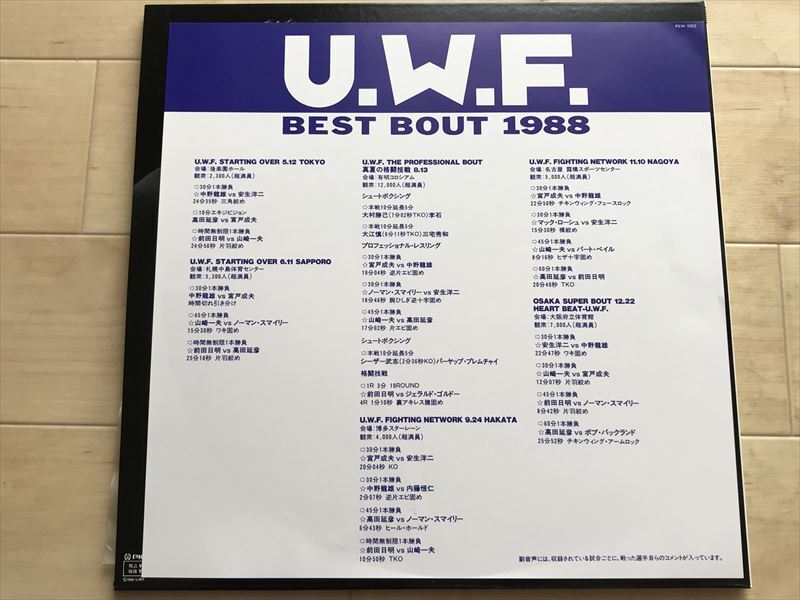 PILW-1002
U.W.F.
BEST BOUT 1988
U.W.F. STARTING OVER 5.12 TOKYO
会場:後楽園ホール
観衆:2,300人(超満員)
⇨30分1本勝負
☆中野龍雄 vs 安生洋二
24分35秒 三角絞め
⇨10分エキジビション
高田延彦 vs 宮戸成夫
⇨時間無制限1本勝負
☆前田日明 vs 山崎一夫
24分50秒 片羽絞め
U.W.F. STARTING OVER 6.11 SAPPORO
会場:札幌中島体育センター
観衆:5,300人(超満員)
⇨30分1本勝負
中野龍雄 vs 宮戸成夫
時間切れ引き分け
⇨45分1本勝負
☆山崎一夫 vs ノーマン・スマイリー
15分30秒 ワキ固め
⇨時間無制限1本勝負
☆前田日明 vs 高田延彦
25分18秒 片羽絞め
U.W.F. THE PROFESSIONAL BOUT
真夏の格闘技戦 8.13
会場:有明コロシアム
観衆:12,000人(超満員)
シュートボクシング
⇨本戦10分延長5分
大村勝己(7分02秒TKO)李石
⇨本戦10分延長5分
大江慎(6分11秒TKO)三宅秀和
プロフェッショナル・レスリング
⇨30分1本勝負
☆宮戸成夫 vs 中野龍雄
19分04秒 逆片エビ固め
⇨30分1本勝負
☆ノーマン・スマイリー vs 安生洋二
18分46秒 腕ひしぎ逆十字固め
⇨45分1本勝負
☆山崎一夫 vs 高田延彦
17分02秒 片エビ固め
シュートボクシング
⇨本戦10分延長5分
シーザー武志(2分36秒KO)パーヤップ・プレムチャイ
格闘技戦
⇨1R 3分 10ROUND
☆前田日明 vs ジェラルド・ゴルドー
4R 1分10秒 裏アキレス腱固め
U.W.F. FIGHTING NETWORK 9.24 HAKATA
会場:博多スターレーン
観衆:4,000人(超満員)
⇨30分1本勝負
☆宮戸成夫 vs 安生洋二
20分04秒 KO
⇨30分1本勝負
☆中野龍雄 vs 内藤恒仁
2分07秒 逆片エビ固め
⇨45分1本勝負
☆高田延彦 vs ノーマン・スマイリー
6分43秒 ヒール・ホールド
⇨時間無制限1本勝負
☆前田日明 vs 山崎一夫
10分50秒 TKO
U.W.F. FIGHTING NETWORK 11.10 NAGOYA
会場:名古屋 露橋スポーツセンター
観衆:5,000人(超満員)
⇨30分1本勝負
☆宮戸成夫 vs 中野龍雄
22分50秒 チキンウィング・フェースロック
⇨30分1本勝負
☆マック・ローシュ vs 安生洋二
15分30秒 裸絞め
⇨45分1本勝負
☆山崎一夫 vs バート・ベイル
8分16秒 ヒザ十字固め
⇨60分1本勝負
☆高田延彦 vs 前田日明
20分40秒 TKO
OSAKA SUPER BOUT 12.22
HEART BEAT-U.W.F.
会場:大阪府立体育館
観衆:7,000人(超満員)
⇨30分1本勝負
☆安生洋二 vs 中野龍雄
22分47秒 ワキ固め
⇨30分1本勝負
☆山崎一夫 vs 宮戸成夫
12分07秒 片羽絞め
⇨45分1本勝負
☆前田日明 vs ノーマン・スマイリー
8分42秒 片羽絞め
⇨60分1本勝負
☆高田延彦 vs ボブ・バックランド
25分52秒 チキンウィング・アームロック
副音声には、収録されている試合ごとに、戦った選手自らのコメントが入っています。